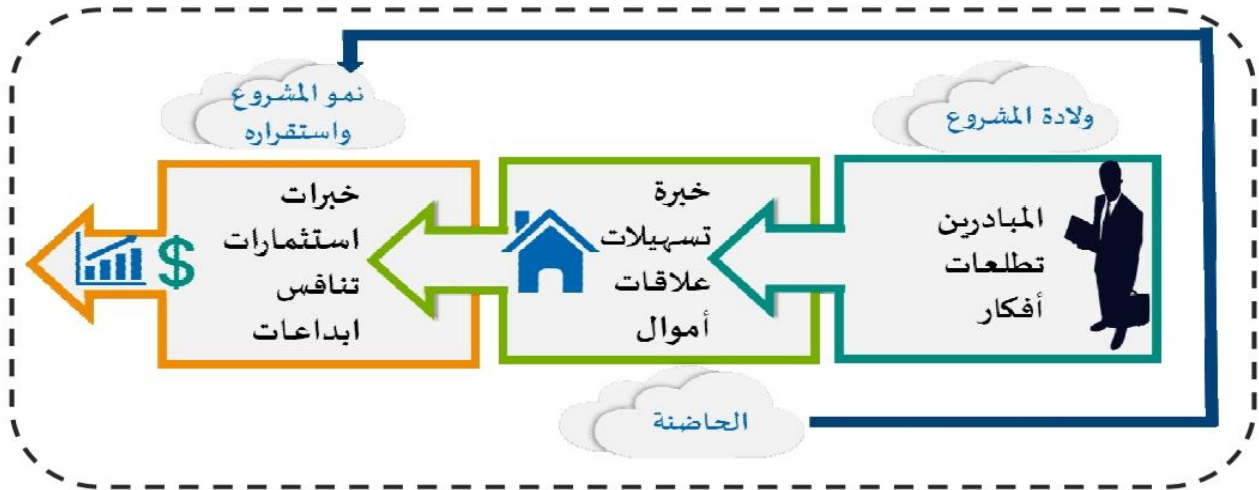 ولادة المشروع
المبادرين
تطلعات
أفكار
خبرة
تسهيلات
علاقات
أموال
الحاضنة
نمو المشروع
واستقراره
خبرات
استثمارات
تنافس
ابداعات
$